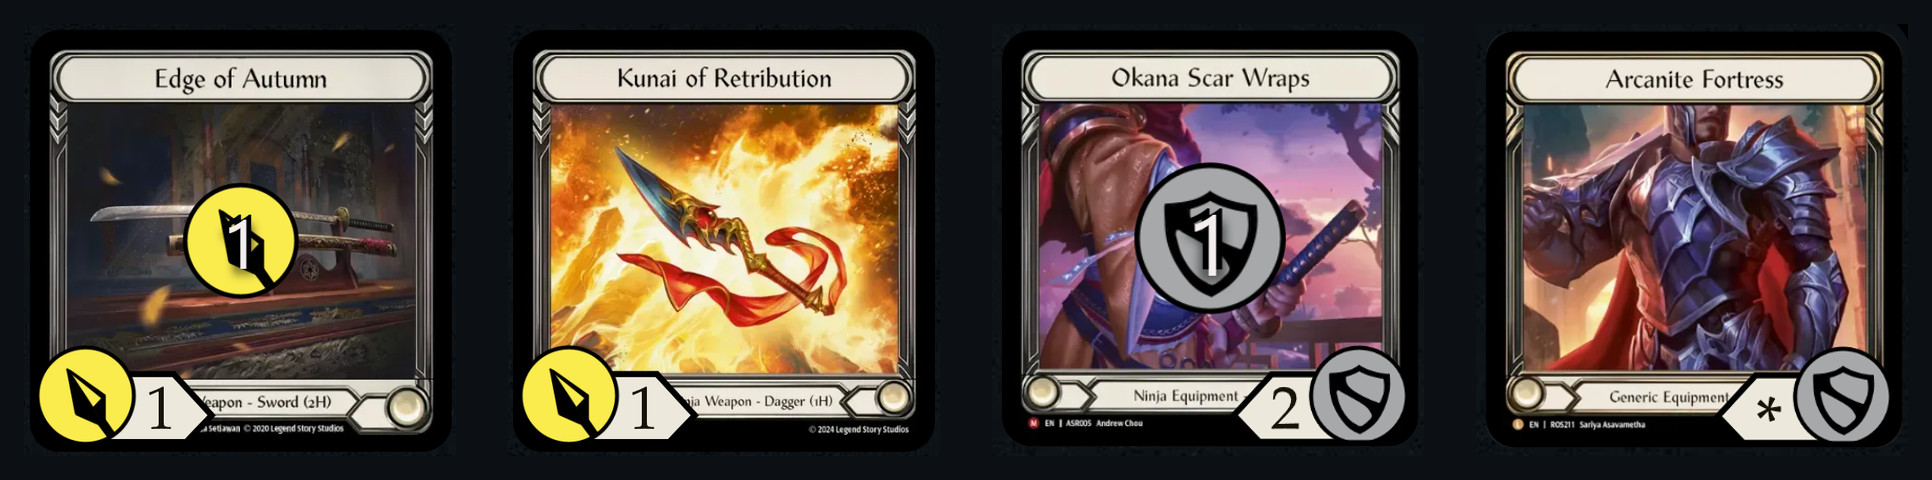 Edge of Autumn
1
1
eapon - Sword (2H)
Setiawan © 2020 Legend Story Studios
Kunai of Retribution
1
ja Weapon - Dagger (1H)
© 2024 Legend Story Studios
Okana Scar Wraps
1
Ninja Equipment -
2
M EN ASR005 Andrew Chou
Arcanite Fortress
Generic Equipment
*
L EN ROS211 Sariya Asavametha